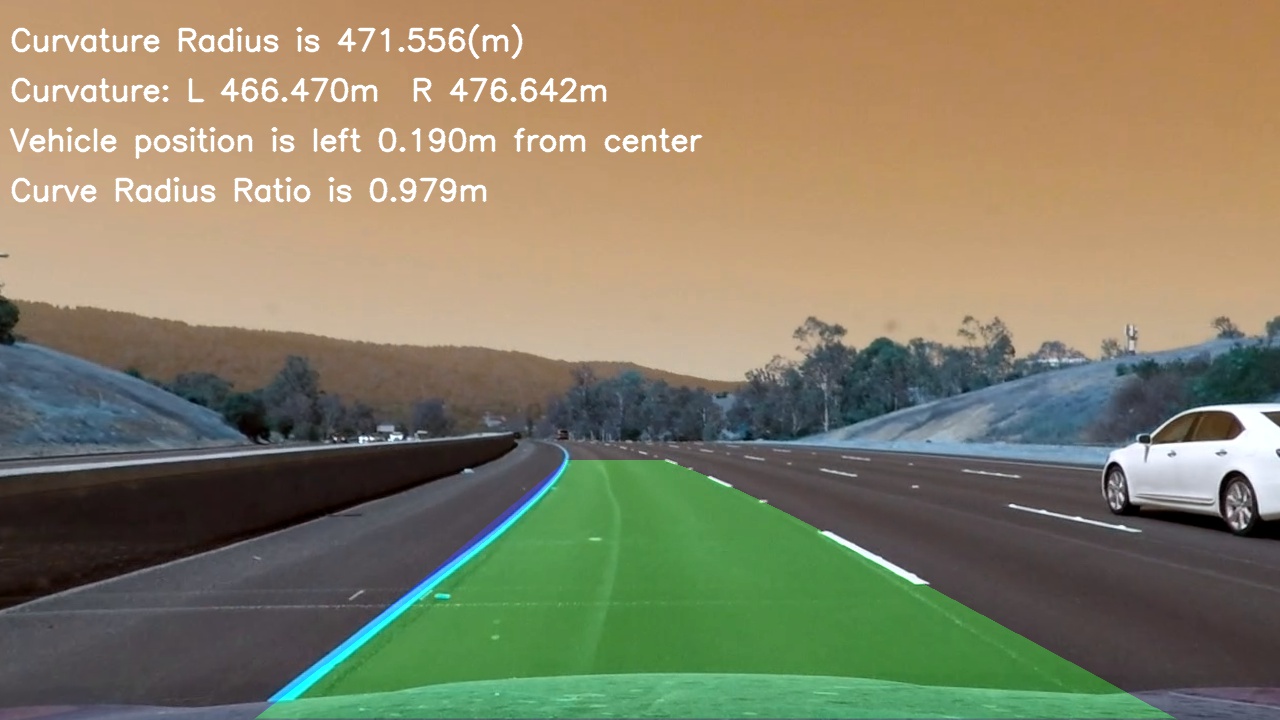 Curvature Radius is 471.556(m)
Curvature: L 466.470m R 476.642m
Vehicle position is left 0.190m from center
Curve Radius Ratio is 0.979m